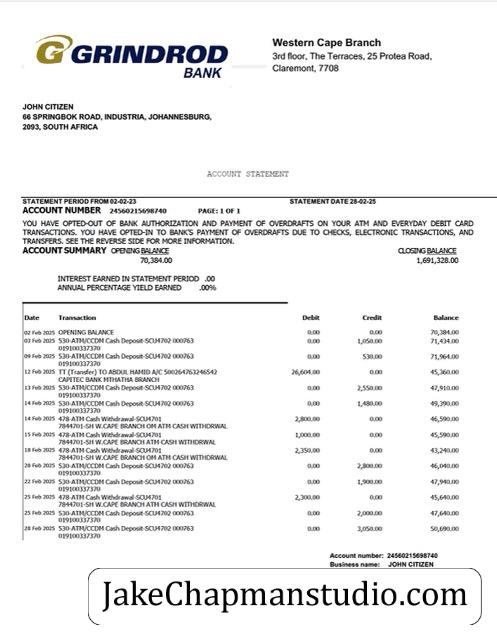 GRINDROD
BANK
Western Cape Branch
3rd floor, The Terraces, 25 Protea Road,
Claremont, 7708
JOHN CITIZEN
66 SPRINGBOK ROAD, INDUSTRIA, JOHANNESBURG,
2093, SOUTH AFRICA
ACCOUNT STATEMENT
STATEMENT PERIOD FROM 02-02-23 STATEMENT DATE 28-02-25
ACCOUNT NUMBER 24560215698740 PAGE: 1 OF 1
YOU HAVE OPTED-OUT OF BANK AUTHORIZATION AND PAYMENT OF OVERDRAFTS ON YOUR ATM AND EVERYDAY DEBIT CARD
TRANSACTIONS. YOU HAVE OPTED-IN TO BANK'S PAYMENT OF OVERDRAFTS DUE TO CHECKS, ELECTRONIC TRANSACTIONS, AND
TRANSFERS. SEE THE REVERSE SIDE FOR MORE INFORMATION.
ACCOUNT SUMMARY OPENING BALANCE CLOSING BALANCE
70,384.00 1,691,328.00
INTEREST EARNED IN STATEMENT PERIOD .00
ANNUAL PERCENTAGE YIELD EARNED .00%
Date Transaction Debit Credit Balance
02 Feb 2025 OPENING BALANCE 0.00 0.00 70,384.00
03 Feb 2025 530-ATM/CCDM Cash Deposit-SCU4702 000763 0.00 1,050.00 71,434.00
019100337370
09 Feb 2025 530-ATM/CCDM Cash Deposit-SCU4702 000763 0.00 530.00 71,964.00
019100337370
12 Feb 2025 TT (Transfer) TO ABDUL HAMID A/C 500264763246542 26,604.00 0.00 45,360.00
CAPITEC BANK MTHATHA BRANCH
13 Feb 2025 530-ATM/CCDM Cash Deposit-SCU4702 000763 0.00 2,550.00 47,910.00
019100337370
14 Feb 2025 530-ATM/CCDM Cash Deposit-SCU4702 000763 0.00 1,480.00 49,390.00
019100337370
14 Feb 2025 478-ATM Cash Withdrawal-SCU4701 2,800.00 0.00 46,590.00
7844701-SH W.CAPE BRANCH OM ATM CASH WITHDRWAL
15 Feb 2025 478-ATM Cash Withdrawal-SCU4701 1,000.00 0.00 45,590.00
7844701-SH W.CAPE BRANCH ATM CASH WITHDRWAL
18 Feb 2025 478-ATM Cash Withdrawal-SCU4701 2,350.00 0.00 43,240.00
7844701-SH W.CAPE BRANCH OM ATM CASH WITHDRWAL
20 Feb 2025 530-ATM/CCDM Cash Deposit-SCU4702 000763 0.00 2,800.00 46,040.00
019100337370
22 Feb 2025 530-ATM/CCDM Cash Deposit-SCU4702 000763 0.00 1,900.00 47,940.00
019100337370
25 Feb 2025 478-ATM Cash Withdrawal-SCU4701 2,300.00 0.00 45,640.00
7844701-SH W.CAPE BRANCH ATM CASH WITHDRWAL
25 Feb 2025 530-ATM/CCDM Cash Deposit-SCU4702 000763 0.00 2,000.00 47,640.00
019100337370
28 Feb 2025 530-ATM/CCDM Cash Deposit-SCU4702 000763 0.00 3,050.00 50,690.00
019100337370
Account number: 24560215698740
Business name: JOHN CITIZEN
JakeChapmanstudio.com